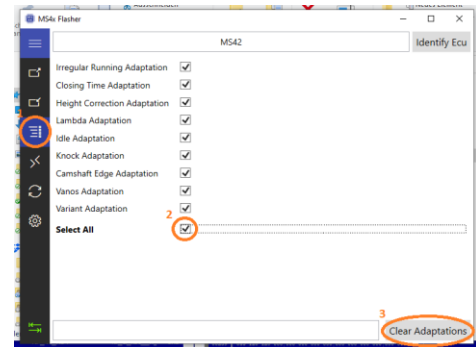 MS4x Flasher
MS42
Identify Ecu
Irregular Running Adaptation
Closing Time Adaptation
Height Correction Adaptation
1
Lambda Adaptation
Idle Adaptation
Knock Adaptation
Camshaft Edge Adaptation
Vanos Adaptation
Variant Adaptation
2
Select All
3
Clear Adaptations